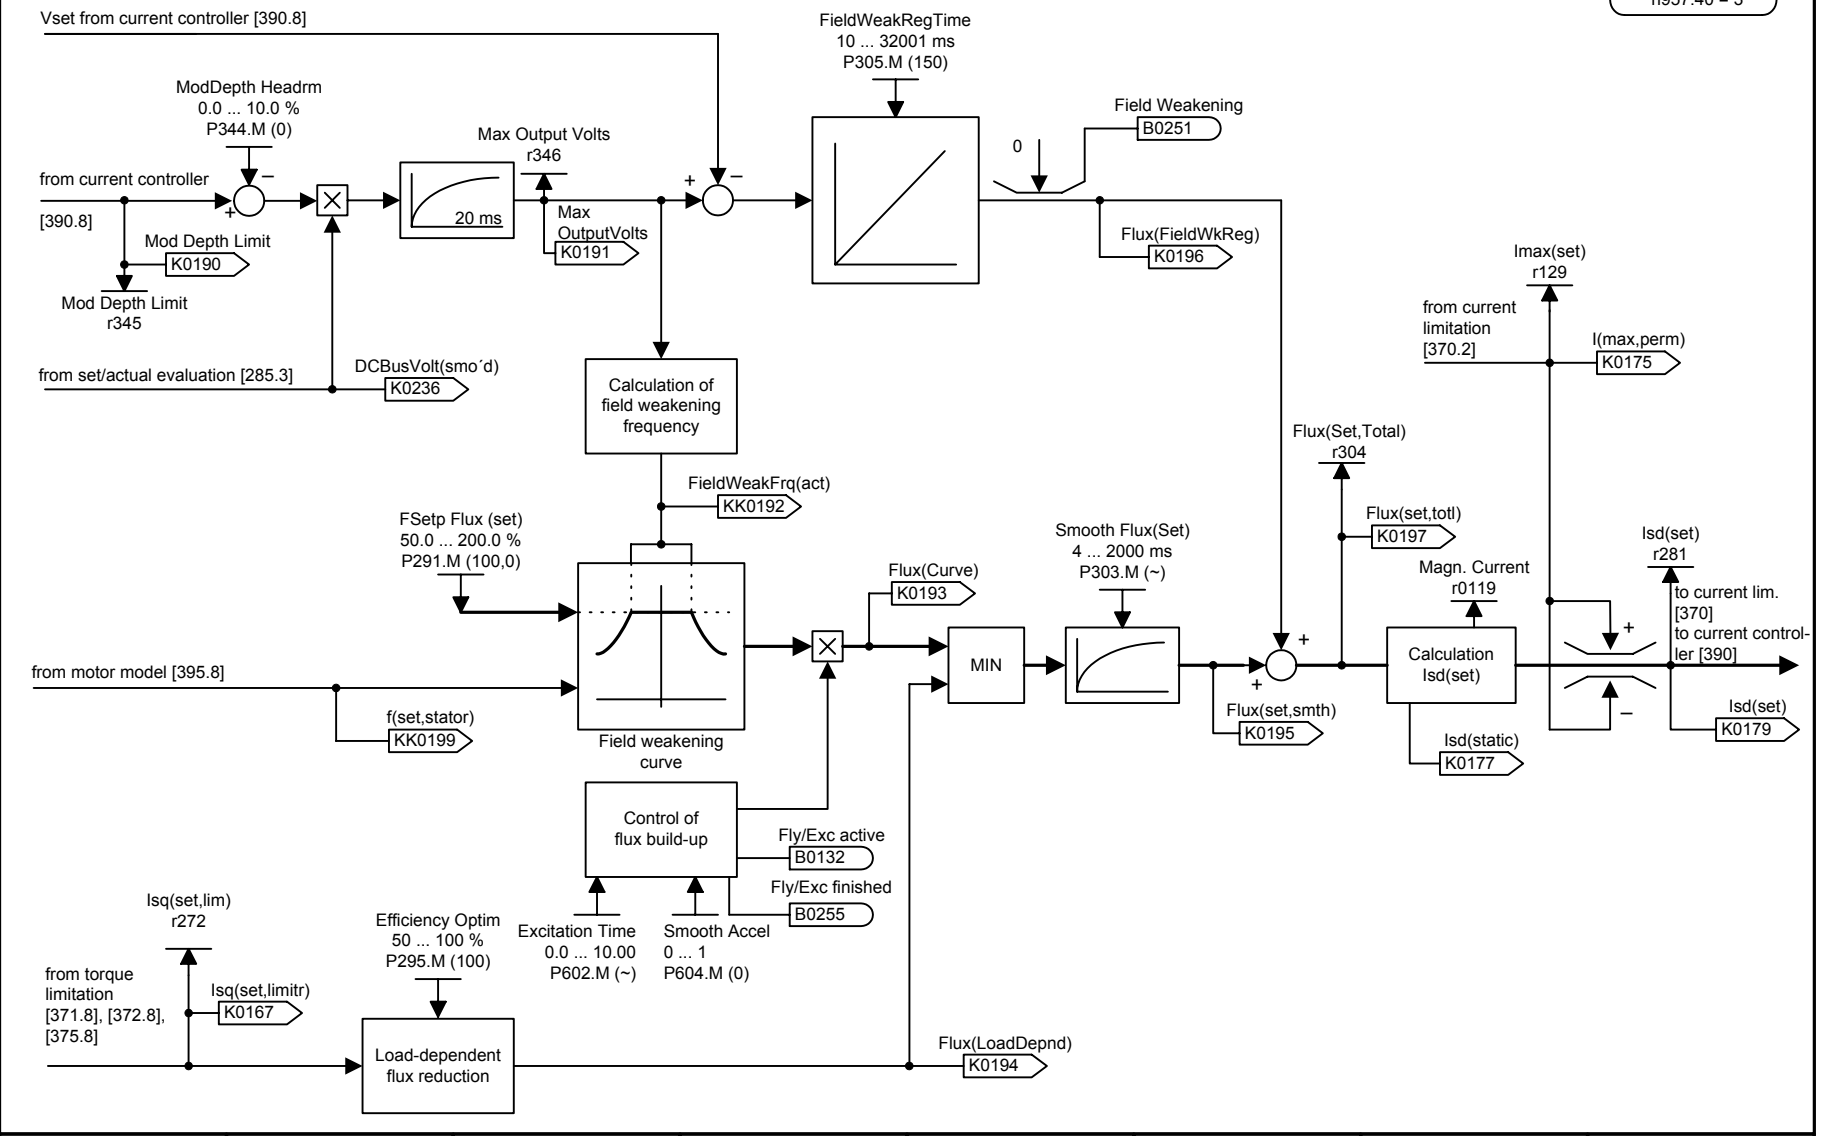 Vset from current controller [390.8]
FieldWeakRegTime
10 ... 32001 ms
P305.M (150)
ModDepth Headrm
0.0 ... 10.0 %
P344.M (0)
Max Output Volts
r346
Field Weakening
B0251
0
from current controller
[390.8]
+
–
×
20 ms
+
–
Max
OutputVolts
K0191
Mod Depth Limit
K0190
Mod Depth Limit
r345
Flux(FieldWkReg)
K0196
Imax(set)
r129
from current
limitation
[370.2]
I(max,perm)
K0175
from set/actual evaluation [285.3]
DCBusVolt(smo´d)
K0236
Calculation of
field weakening
frequency
FieldWeakFrq(act)
KK0192
Flux(Set,Total)
r304
Flux(set,totl)
K0197
FSetp Flux (set)
50.0 ... 200.0 %
P291.M (100,0)
Flux(Curve)
K0193
Smooth Flux(Set)
4 ... 2000 ms
P303.M (~)
Magn. Current
r0119
Isd(set)
r281
to current lim.
[370]
to current control-
ler [390]
from motor model [395.8]
×
MIN
+
+
Calculation
Isd(set)
+
–
f(set,stator)
KK0199
Field weakening
curve
Flux(set,smth)
K0195
Isd(static)
K0177
Isd(set)
K0179
Control of
flux build-up
Fly/Exc active
B0132
Fly/Exc finished
B0255
Excitation Time
0.0 ... 10.00
P602.M (~)
Smooth Accel
0 ... 1
P604.M (0)
Isq(set,lim)
r272
Efficiency Optim
50 ... 100 %
P295.M (100)
from torque
limitation
[371.8], [372.8],
[375.8]
Isq(set,limitr)
K0167
Load-dependent
flux reduction
Flux(LoadDepnd)
K0194